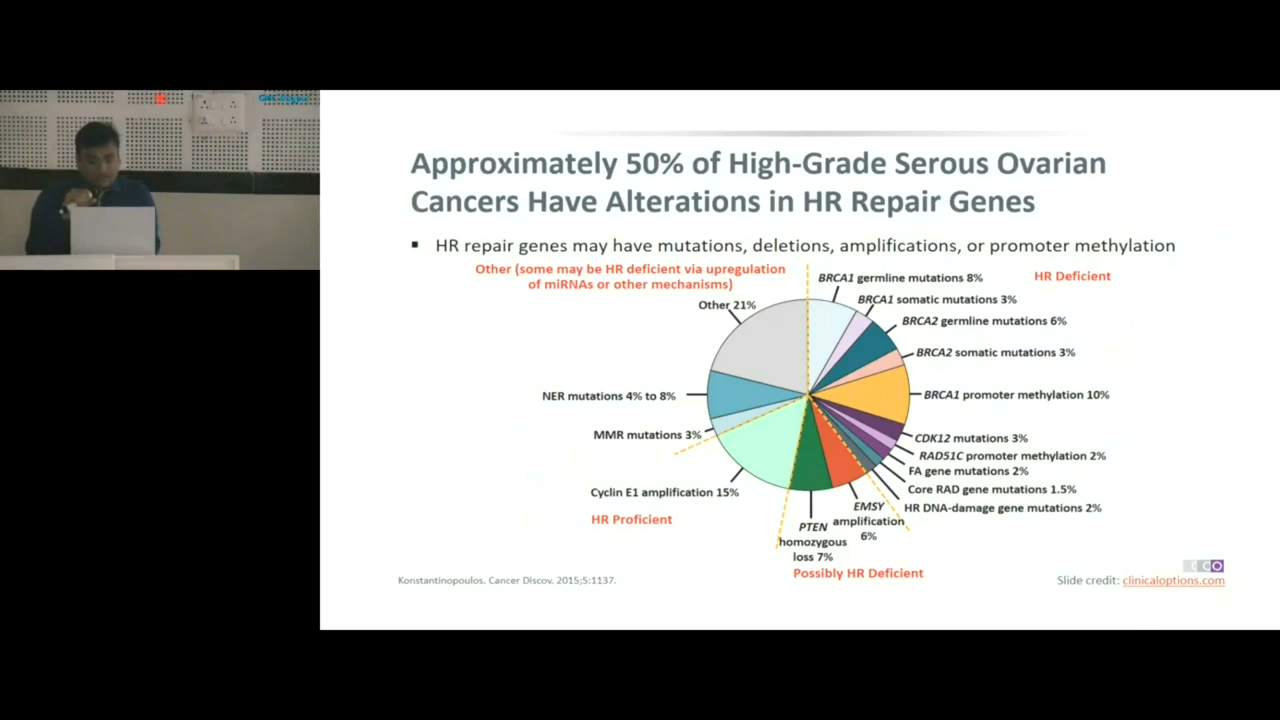 Approximately 50% of High-Grade Serous Ovarian
Cancers Have Alterations in HR Repair Genes
▪ HR repair genes may have mutations, deletions, amplifications, or promoter methylation
Other (some may be HR deficient via upregulation
of miRNAs or other mechanisms)
HR Deficient
BRCA1 germline mutations 8%
BRCA1 somatic mutations 3%
BRCA2 germline mutations 6%
BRCA2 somatic mutations 3%
BRCA1 promoter methylation 10%
CDK12 mutations 3%
RAD51C promoter methylation 2%
FA gene mutations 2%
Core RAD gene mutations 1.5%
HR DNA-damage gene mutations 2%
EMSY
amplification
6%
PTEN
homozygous
loss 7%
Possibly HR Deficient
Other 21%
NER mutations 4% to 8%
MMR mutations 3%
Cyclin E1 amplification 15%
HR Proficient
Konstantinopoulos. Cancer Discov. 2015;5:1137.
CCO
Slide credit: clinicaloptions.com